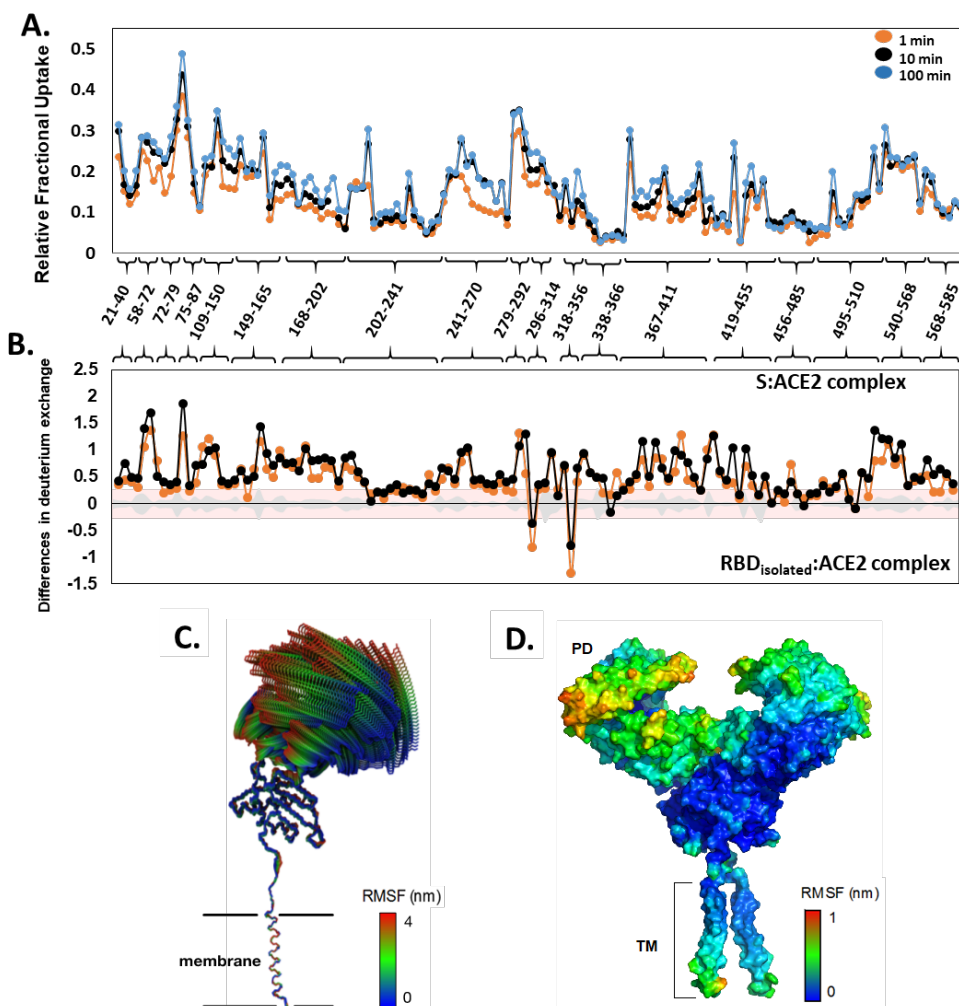 A.
Relative Fractional Uptake
0.5
0.4
0.3
0.2
0.1
0
1 min
10 min
100 min
21-40
58-72
72-79
75-87
109-150
149-165
168-202
202-241
241-270
279-292
296-314
318-356
338-366
367-411
419-455
456-485
495-510
540-568
568-585
B.
Differences in deuterium exchange
2.5
2
1.5
1
0.5
0
-0.5
-1
-1.5
S:ACE2 complex
RBDisolated:ACE2 complex
C.
RMSF (nm)
4
0
membrane
D.
PD
TM
RMSF (nm)
1
0